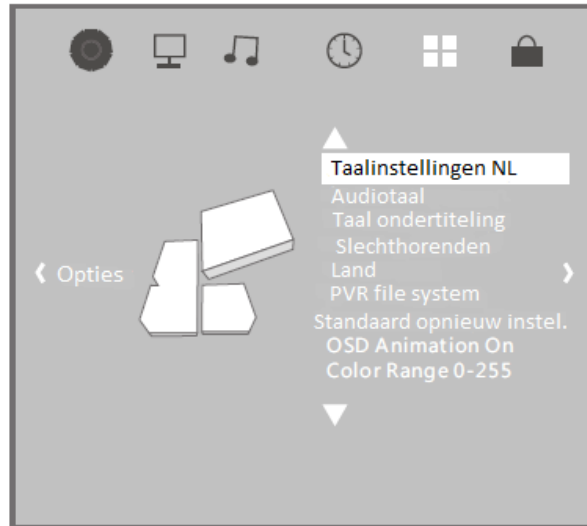 Taalinstellingen NL
Audiotaal
Taal ondertiteling
Slechthorenden
Opties
Land
PVR file system
Standaard opnieuw instel.
OSD Animation On
Color Range 0-255